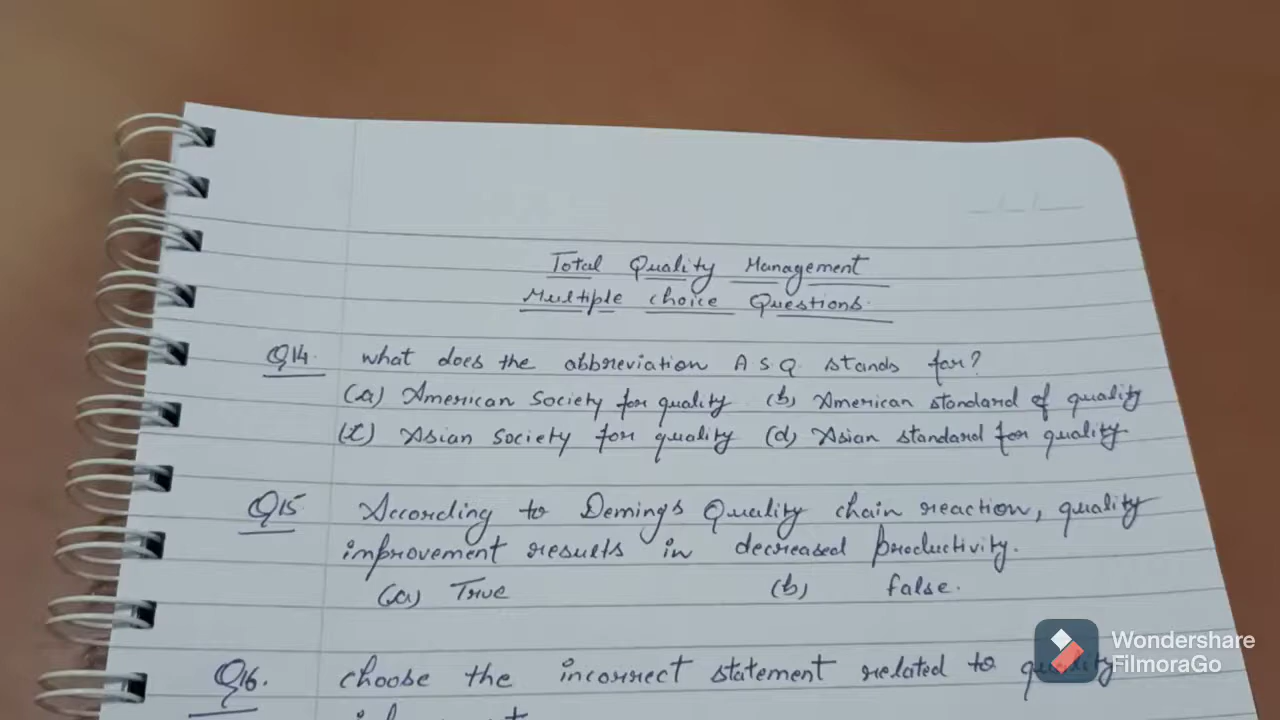 Total Quality Management
Multiple choice Questions.
Q14. what does the abbreviation A.S.Q. stands for?
(a) American Society for quality (b) American standard of quality
(c) Asian society for quality (d) Asian standard for quality
Q15 According to Deming's Quality chain reaction, quality
improvement results in decreased productivity.
(a) True (b) false.
Q16. choose the incorrect statement related to quality
Wondershare
FilmoraGo